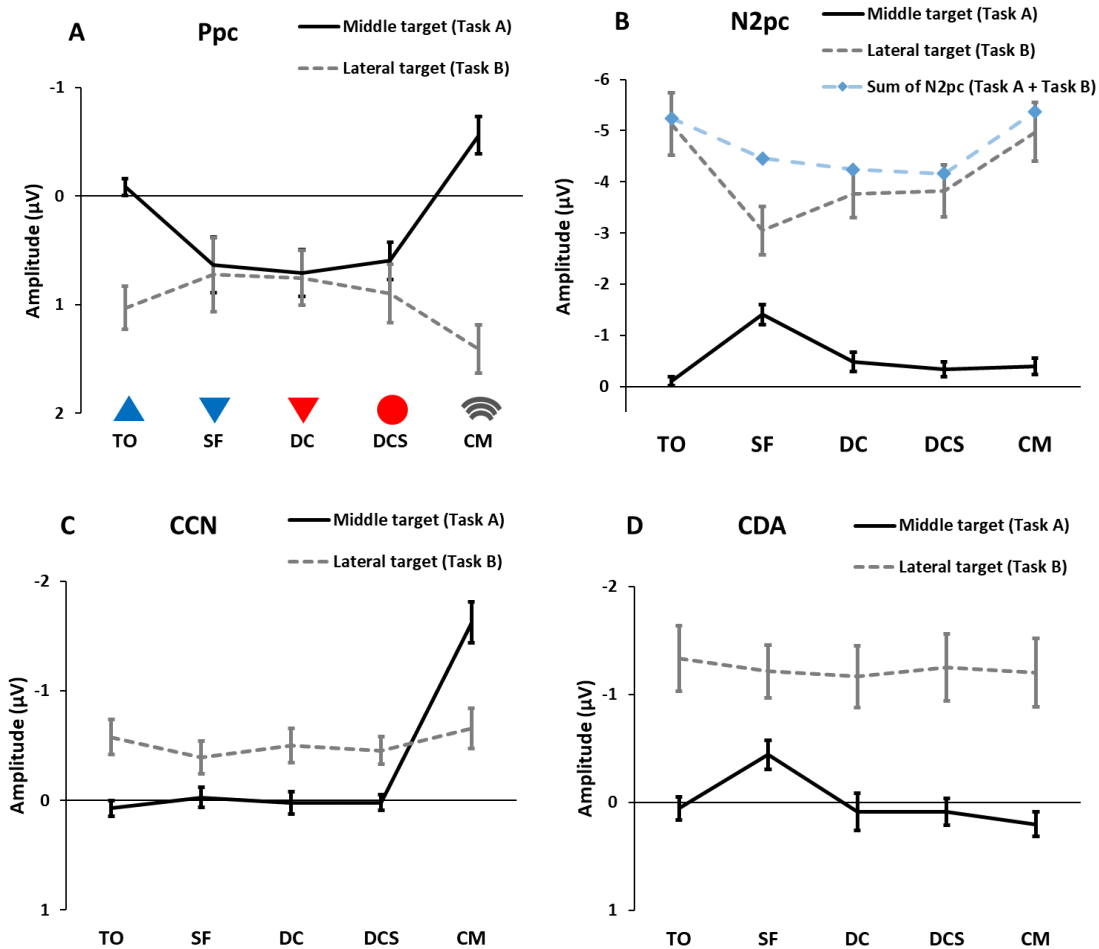 A
Ppc
Middle target (Task A)
Lateral target (Task B)
Amplitude (µV)
-1
0
1
2
TO
SF
DC
DCS
CM
B
N2pc
Middle target (Task A)
Lateral target (Task B)
Sum of N2pc (Task A + Task B)
Amplitude (µV)
-6
-5
-4
-3
-2
-1
0
TO
SF
DC
DCS
CM
C
CCN
Middle target (Task A)
Lateral target (Task B)
Amplitude (µV)
-2
-1
0
1
TO
SF
DC
DCS
CM
D
CDA
Middle target (Task A)
Lateral target (Task B)
Amplitude (µV)
-2
-1
0
1
TO
SF
DC
DCS
CM